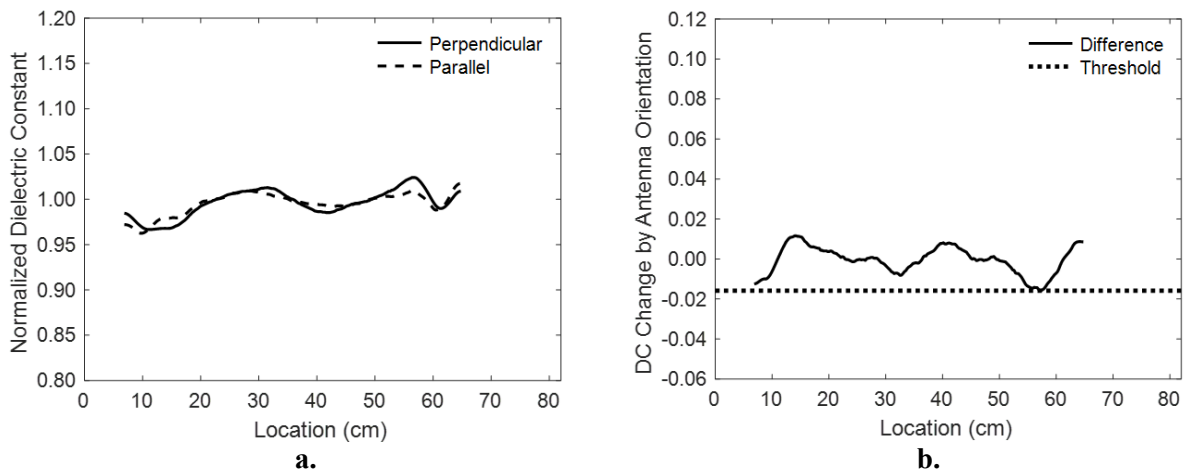 Normalized Dielectric Constant
1.20
1.15
1.10
1.05
1.00
0.95
0.90
0.85
0.80
Perpendicular
Parallel
0 10 20 30 40 50 60 70 80
Location (cm)
a.
DC Change by Antenna Orientation
0.12
0.10
0.08
0.06
0.04
0.02
0.00
-0.02
-0.04
-0.06
Difference
Threshold
0 10 20 30 40 50 60 70 80
Location (cm)
b.